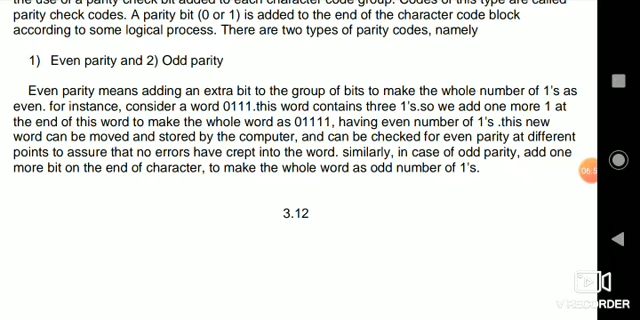 the use of a parity check bit added to each character code group. Codes of this type are called
parity check codes. A parity bit (0 or 1) is added to the end of the character code block
according to some logical process. There are two types of parity codes, namely
1) Even parity and 2) Odd parity
Even parity means adding an extra bit to the group of bits to make the whole number of 1's as
even. for instance, consider a word 0111.this word contains three 1's.so we add one more 1 at
the end of this word to make the whole word as 01111, having even number of 1's .this new
word can be moved and stored by the computer, and can be checked for even parity at different
points to assure that no errors have crept into the word. similarly, in case of odd parity, add one
more bit on the end of character, to make the whole word as odd number of 1's.
06:5
3.12
V RECORDER